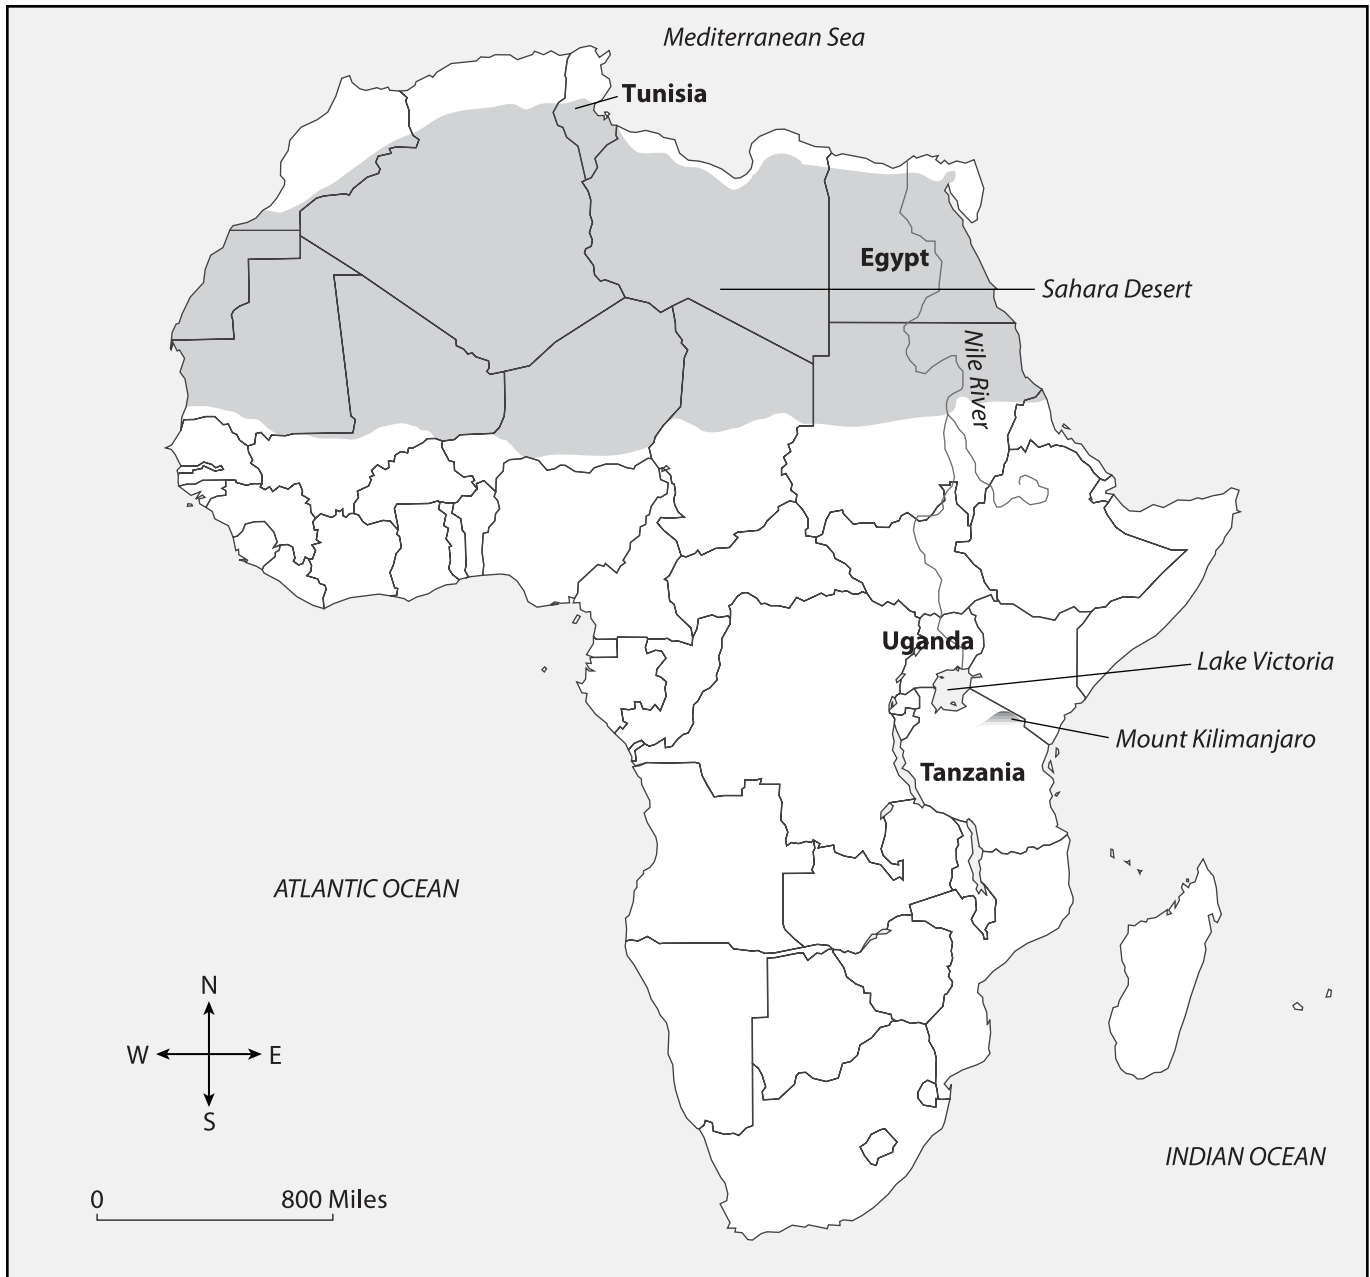 Mediterranean Sea
Tunisia
Egypt
Sahara Desert
Nile River
Uganda
Lake Victoria
Mount Kilimanjaro
Tanzania
ATLANTIC OCEAN
N
W E
S
INDIAN OCEAN
0 800 Miles